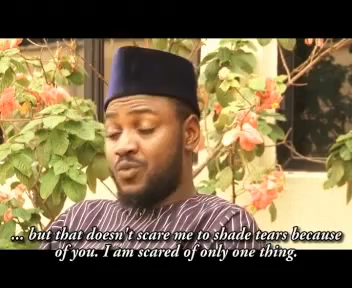 ... but that doesn't scare me to shade tears because
of you. I am scared of only one thing.